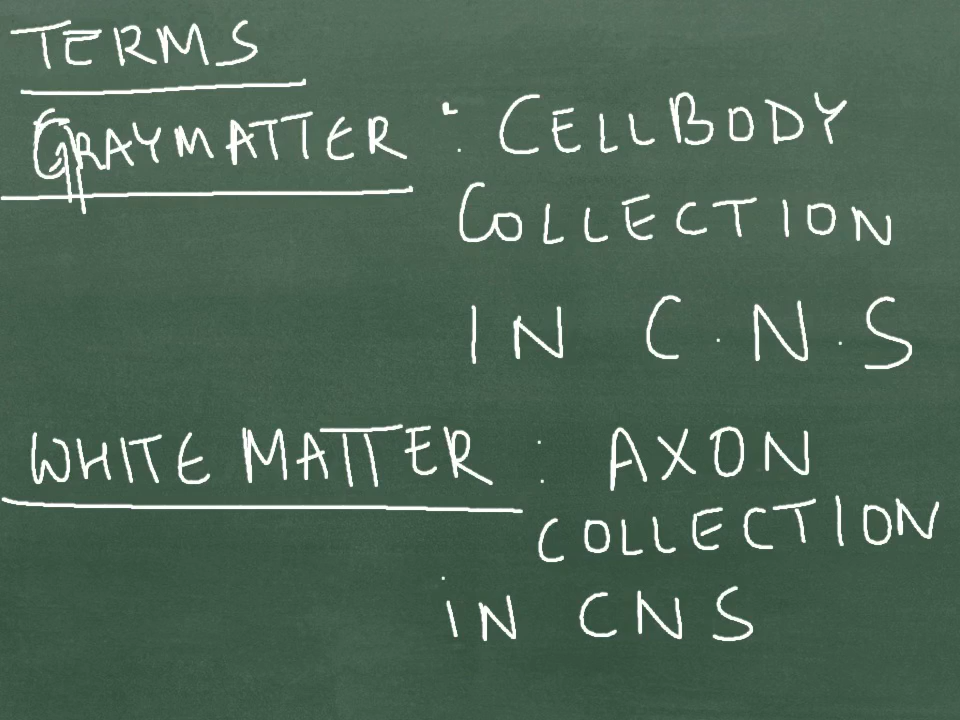 TERMS
GRAYMATTER : CELLBODY
COLLECTION
IN C.N.S
WHITE MATTER : AXON
COLLECTION
IN CNS